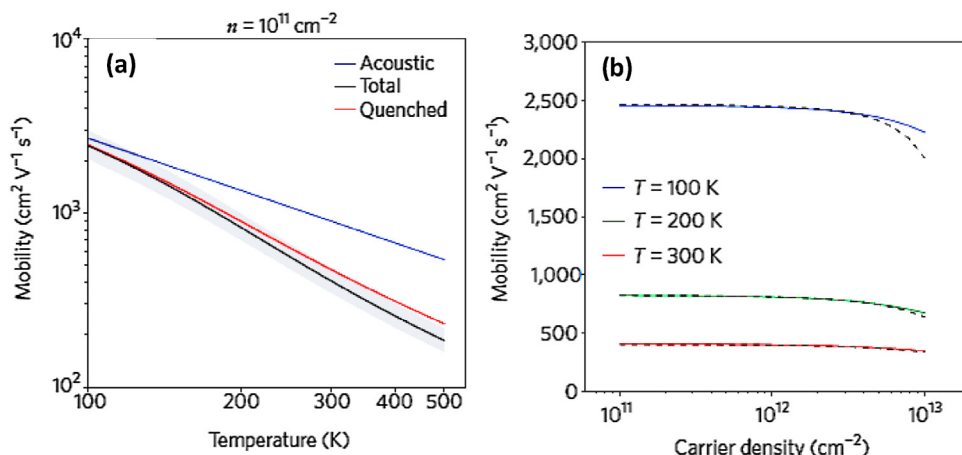 n = 10¹¹ cm⁻²
(a)
Acoustic
Total
Quenched
Mobility (cm² V⁻¹ s⁻¹)
10⁴
10³
10²
100
200
300
400
500
Temperature (K)
(b)
3,000
2,500
2,000
1,500
1,000
500
0
Mobility (cm² V⁻¹ s⁻¹)
T = 100 K
T = 200 K
T = 300 K
10¹¹
10¹²
10¹³
Carrier density (cm⁻²)